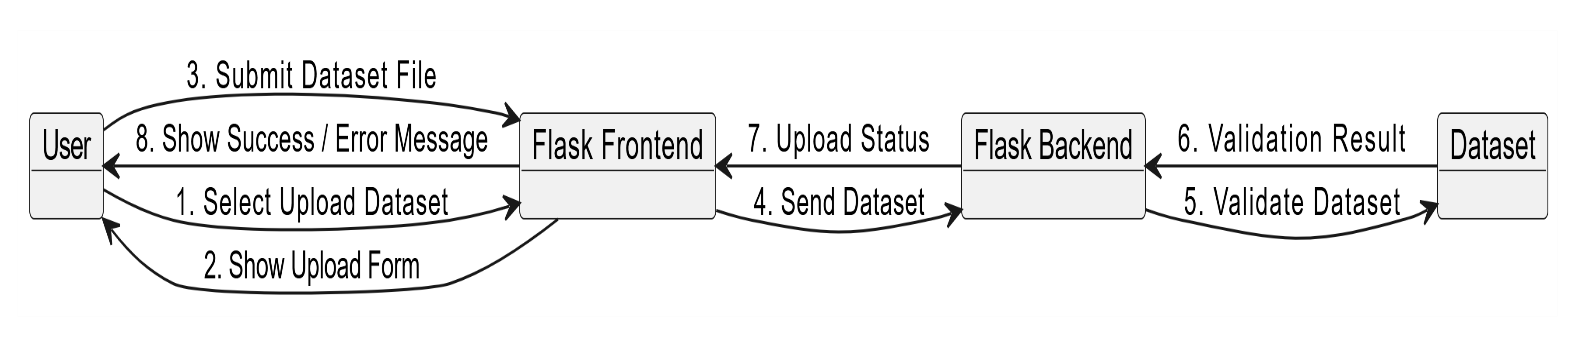 3. Submit Dataset File
User
8. Show Success / Error Message
Flask Frontend
7. Upload Status
Flask Backend
6. Validation Result
Dataset
1. Select Upload Dataset
4. Send Dataset
5. Validate Dataset
2. Show Upload Form